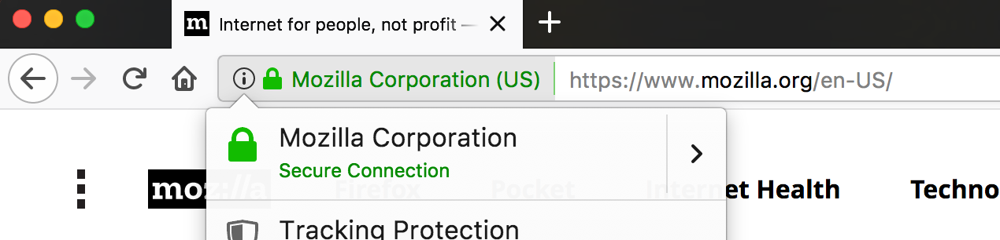 m Internet for people, not profit —
Mozilla Corporation (US) https://www.mozilla.org/en-US/
Mozilla Corporation
Secure Connection
moz://a Firefox Pocket Internet Health Techno
Tracking Protection